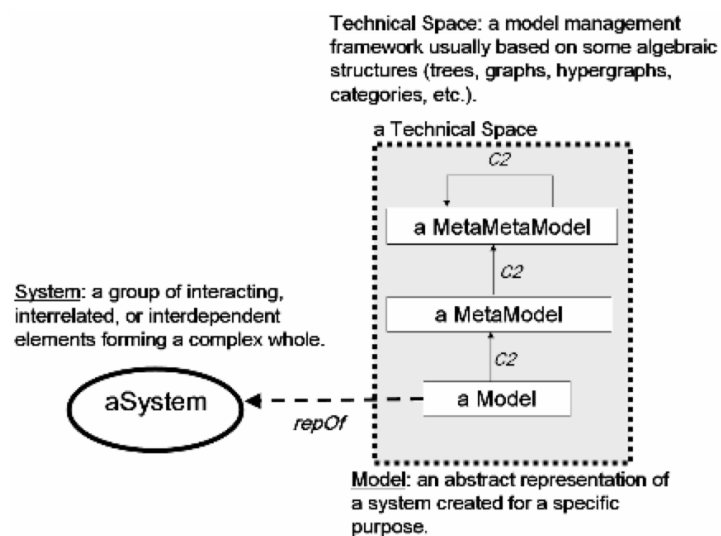 Technical Space: a model management
framework usually based on some algebraic
structures (trees, graphs, hypergraphs,
categories, etc.).
a Technical Space
C2
a MetaMetaModel
C2
System: a group of interacting,
interrelated, or interdependent
elements forming a complex whole.
a MetaModel
C2
aSystem
a Model
repOf
Model: an abstract representation of
a system created for a specific
purpose.